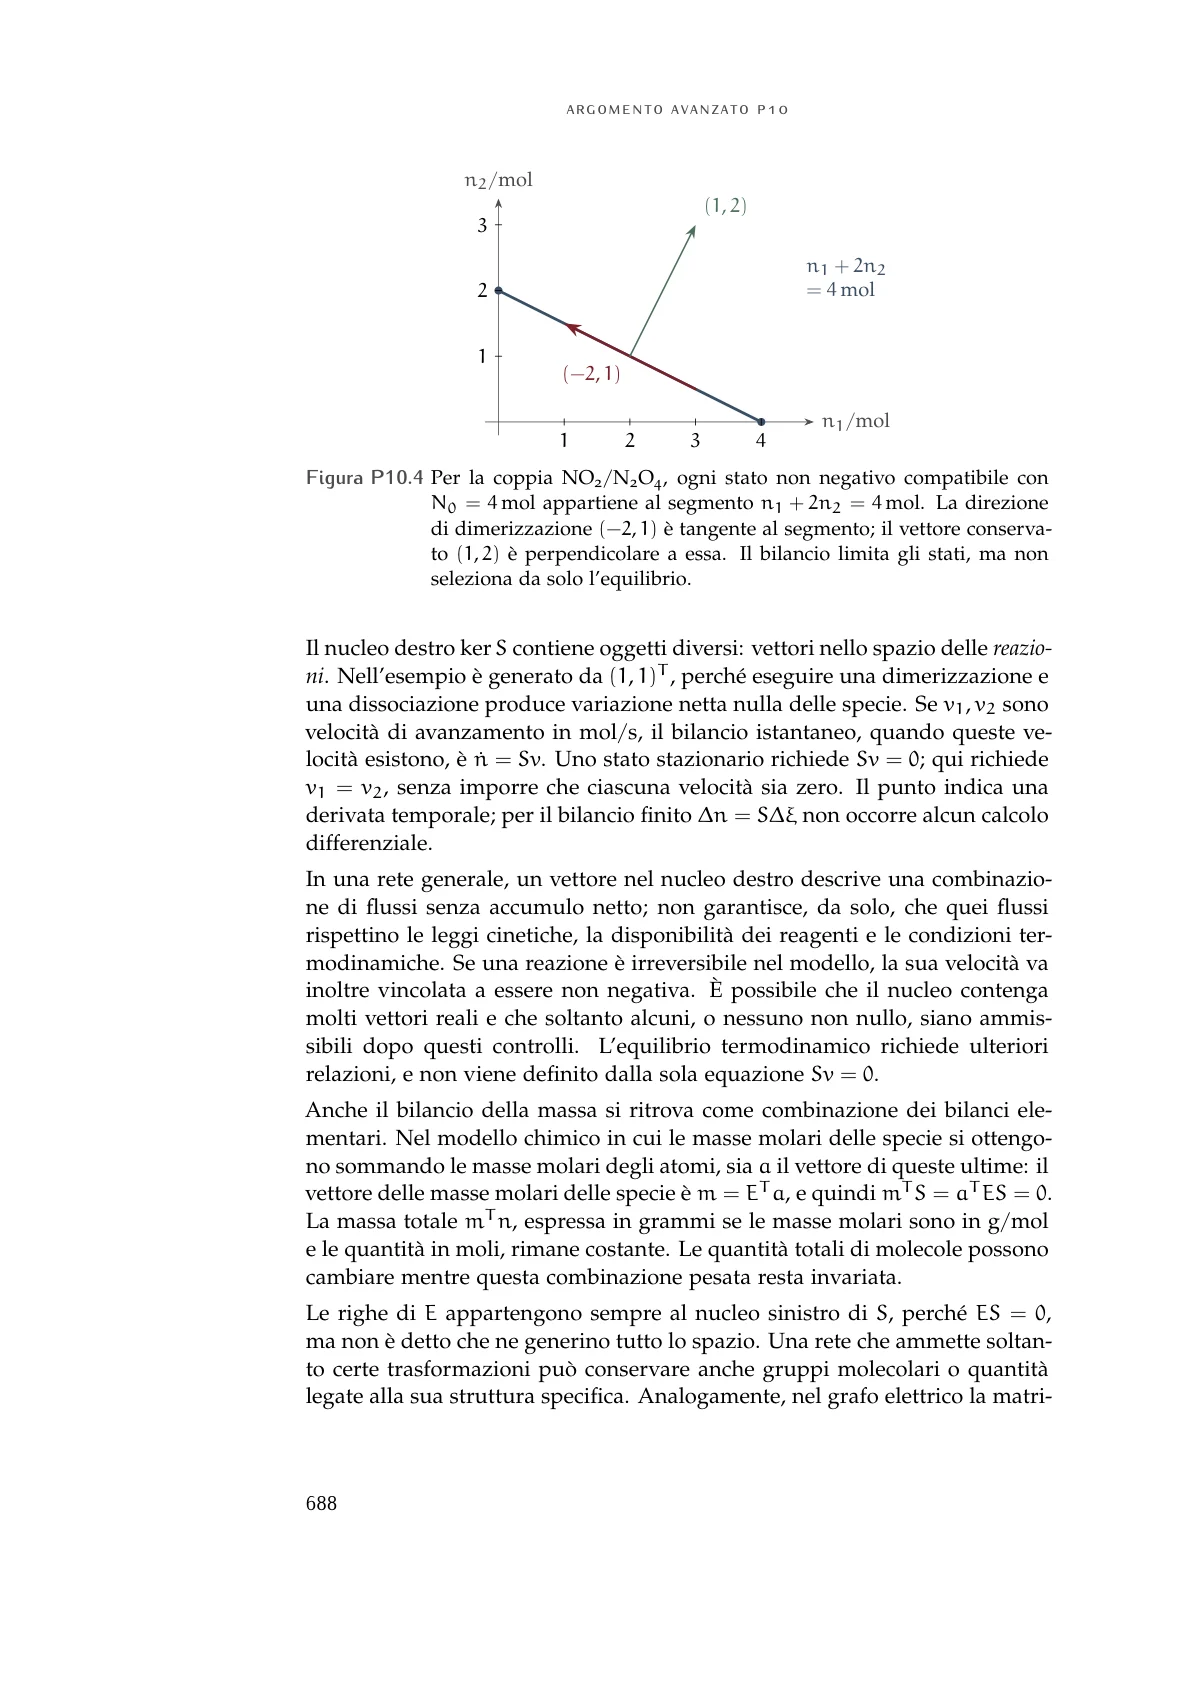 ARGOMENTO AVANZATO P10
n₂/mol
(1, 2)
3
n₁ + 2n₂
= 4 mol
2
1
(−2, 1)
n₁/mol
1 2 3 4
Figura P10.4 Per la coppia NO₂/N₂O₄, ogni stato non negativo compatibile con
N₀ = 4 mol appartiene al segmento n₁ + 2n₂ = 4 mol. La direzione
di dimerizzazione (−2, 1) è tangente al segmento; il vettore conserva-
to (1, 2) è perpendicolare a essa. Il bilancio limita gli stati, ma non
seleziona da solo l'equilibrio.
Il nucleo destro ker S contiene oggetti diversi: vettori nello spazio delle reazio-
ni. Nell'esempio è generato da (1, 1)ᵀ, perché eseguire una dimerizzazione e
una dissociazione produce variazione netta nulla delle specie. Se v₁, v₂ sono
velocità di avanzamento in mol/s, il bilancio istantaneo, quando queste ve-
locità esistono, è ṅ = Sv. Uno stato stazionario richiede Sv = 0; qui richiede
v₁ = v₂, senza imporre che ciascuna velocità sia zero. Il punto indica una
derivata temporale; per il bilancio finito Δn = SΔξ non occorre alcun calcolo
differenziale.
In una rete generale, un vettore nel nucleo destro descrive una combinazio-
ne di flussi senza accumulo netto; non garantisce, da solo, che quei flussi
rispettino le leggi cinetiche, la disponibilità dei reagenti e le condizioni ter-
modinamiche. Se una reazione è irreversibile nel modello, la sua velocità va
inoltre vincolata a essere non negativa. È possibile che il nucleo contenga
molti vettori reali e che soltanto alcuni, o nessuno non nullo, siano ammis-
sibili dopo questi controlli. L'equilibrio termodinamico richiede ulteriori
relazioni, e non viene definito dalla sola equazione Sv = 0.
Anche il bilancio della massa si ritrova come combinazione dei bilanci ele-
mentari. Nel modello chimico in cui le masse molari delle specie si ottengo-
no sommando le masse molari degli atomi, sia a il vettore di queste ultime: il
vettore delle masse molari delle specie è m = Eᵀa, e quindi mᵀS = aᵀES = 0.
La massa totale mᵀn, espressa in grammi se le masse molari sono in g/mol
e le quantità in moli, rimane costante. Le quantità totali di molecole possono
cambiare mentre questa combinazione pesata resta invariata.
Le righe di E appartengono sempre al nucleo sinistro di S, perché ES = 0,
ma non è detto che ne generino tutto lo spazio. Una rete che ammette soltan-
to certe trasformazioni può conservare anche gruppi molecolari o quantità
legate alla sua struttura specifica. Analogamente, nel grafo elettrico la matri-
688